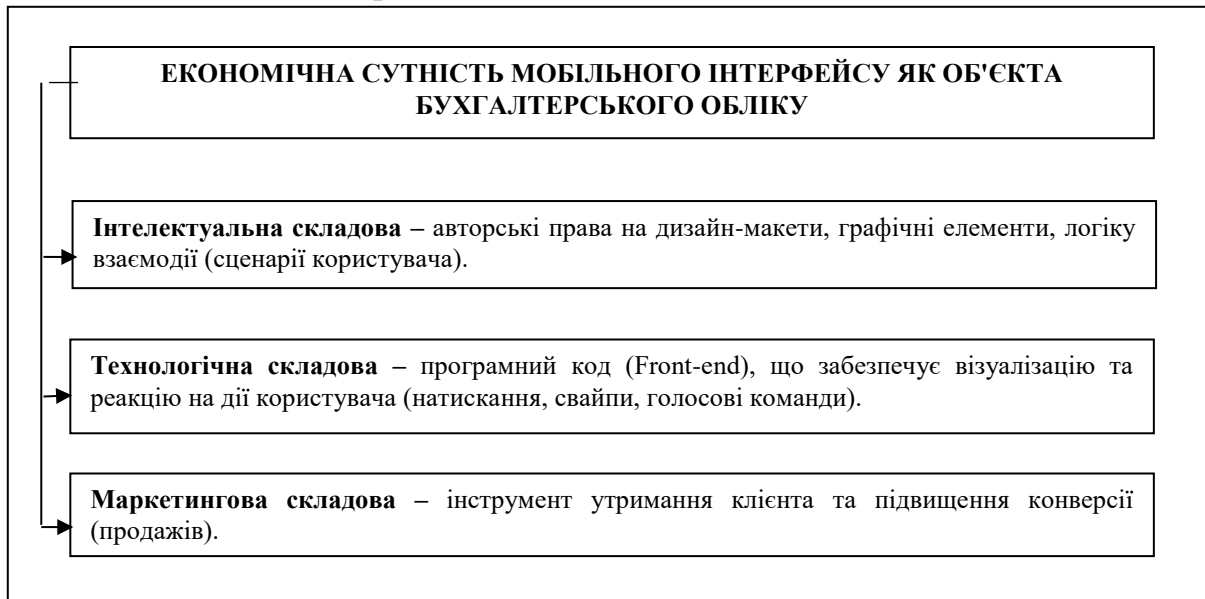 ЕКОНОМІЧНА СУТНІСТЬ МОБІЛЬНОГО ІНТЕРФЕЙСУ ЯК ОБ'ЄКТА
БУХГАЛТЕРСЬКОГО ОБЛІКУ
Інтелектуальна складова – авторські права на дизайн-макети, графічні елементи, логіку
взаємодії (сценарії користувача).
Технологічна складова – програмний код (Front-end), що забезпечує візуалізацію та
реакцію на дії користувача (натискання, свайпи, голосові команди).
Маркетингова складова – інструмент утримання клієнта та підвищення конверсії
(продажів).